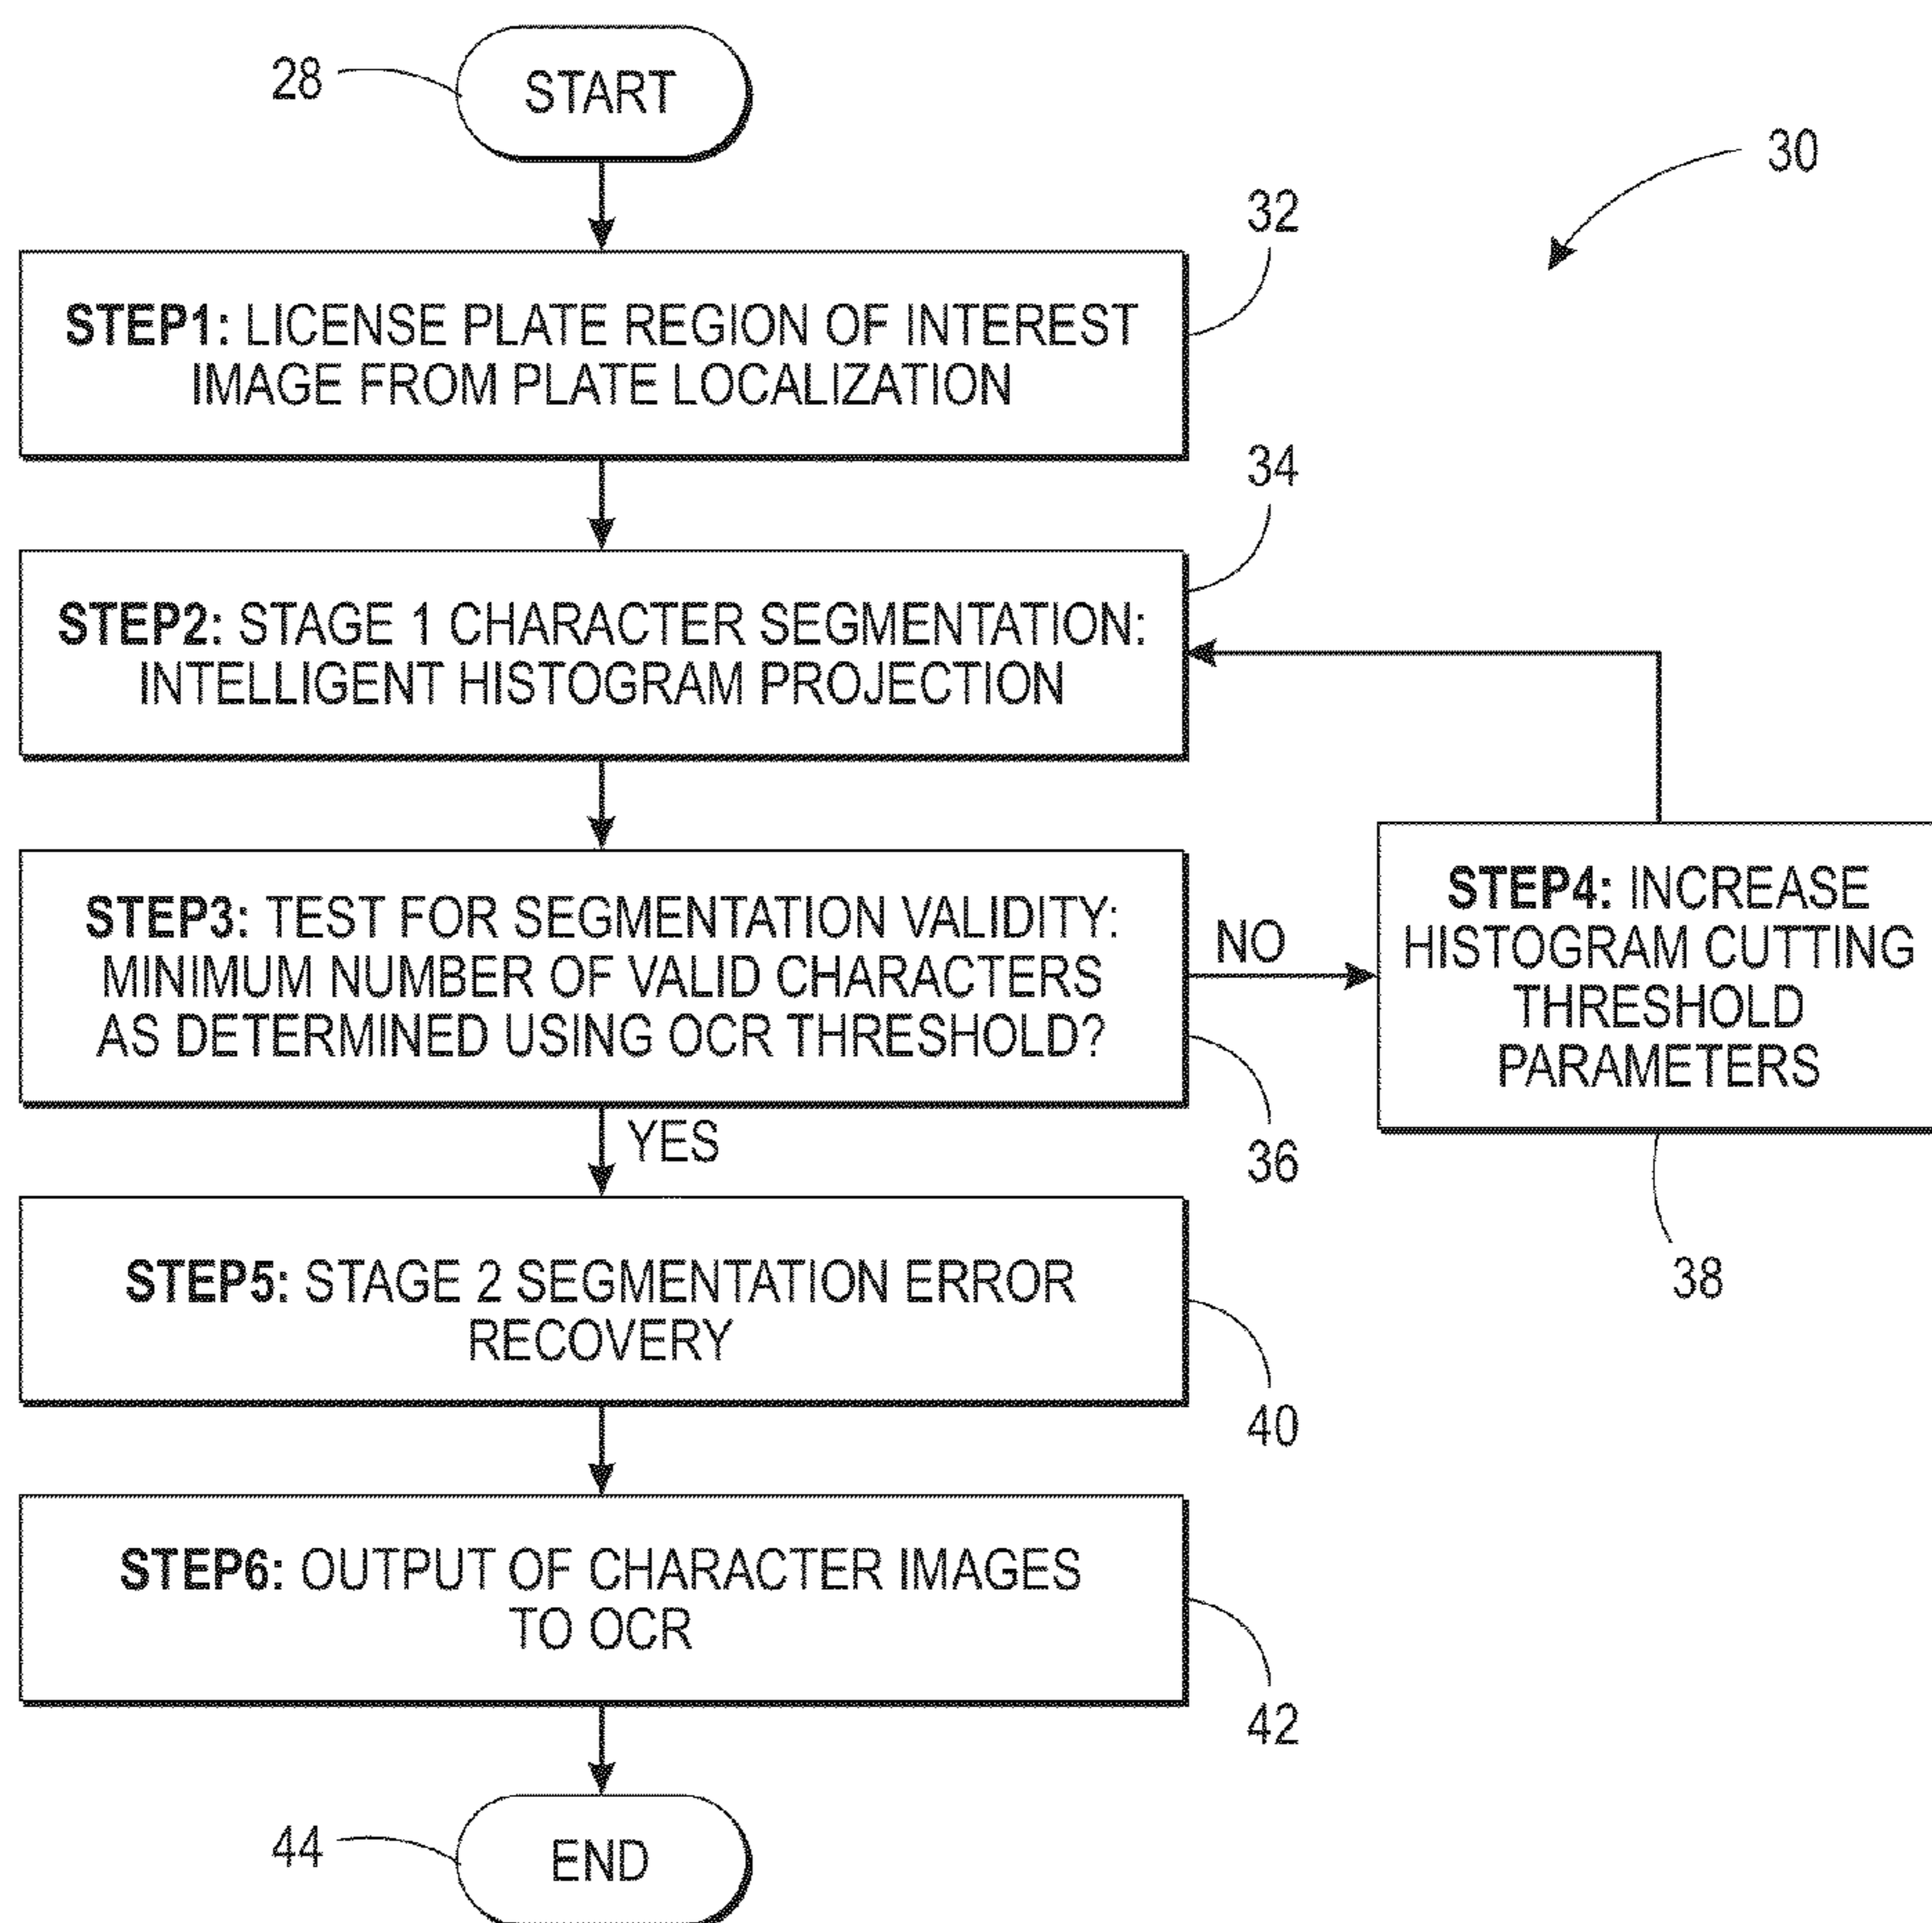 28
START
30
32
STEP1: LICENSE PLATE REGION OF INTEREST
IMAGE FROM PLATE LOCALIZATION
34
STEP2: STAGE 1 CHARACTER SEGMENTATION:
INTELLIGENT HISTOGRAM PROJECTION
STEP3: TEST FOR SEGMENTATION VALIDITY:
MINIMUM NUMBER OF VALID CHARACTERS
AS DETERMINED USING OCR THRESHOLD?
NO
STEP4: INCREASE
HISTOGRAM CUTTING
THRESHOLD
PARAMETERS
YES
36
38
STEP5: STAGE 2 SEGMENTATION ERROR
RECOVERY
40
STEP6: OUTPUT OF CHARACTER IMAGES
TO OCR
42
44
END